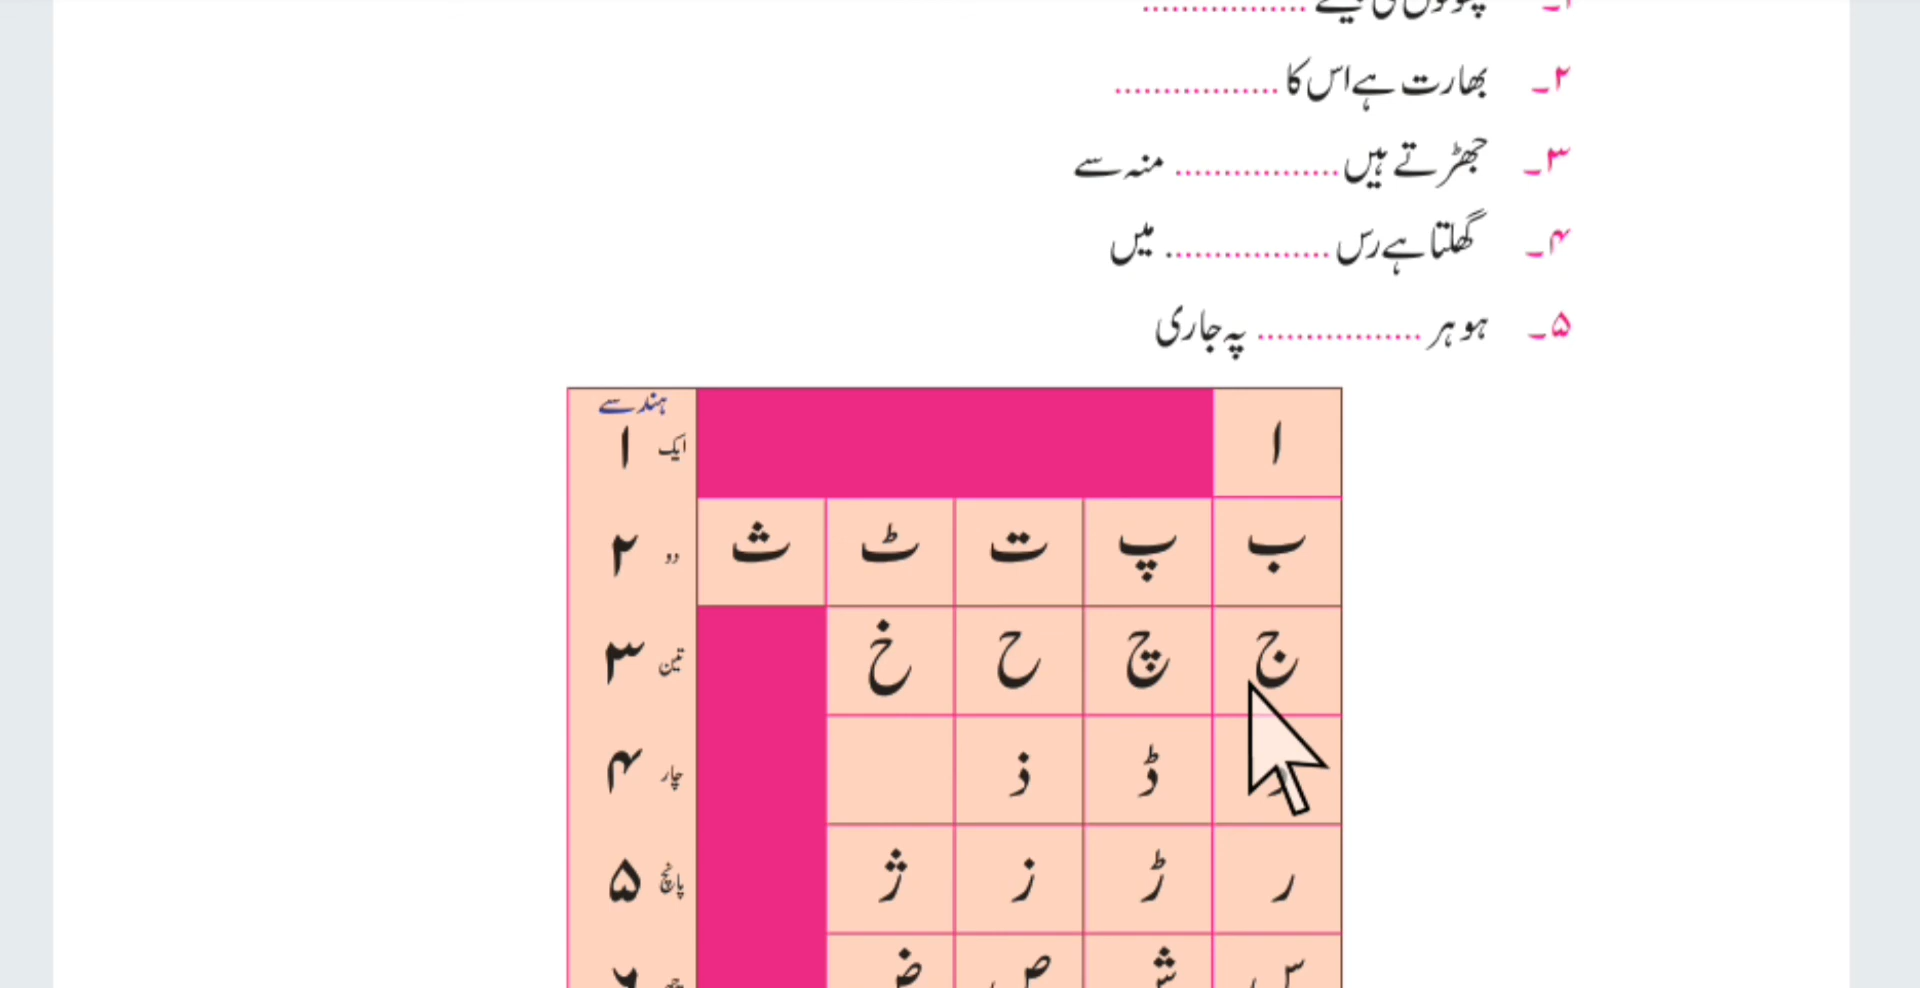 ۲۔ بھارت ہے اس کا .................
۳۔ جھڑتے ہیں ................. منہ سے
۴۔ گھلتا ہے رس ................. میں
۵۔ ہو ہر ................. پہ جاری
ا ہندسے
ایک ۱
ب پ ت ٹ ث دو ۲
ج چ ح خ تین ۳
ڈ ذ چار ۴
ر ڑ ز ژ پانچ ۵
س ش ص ض